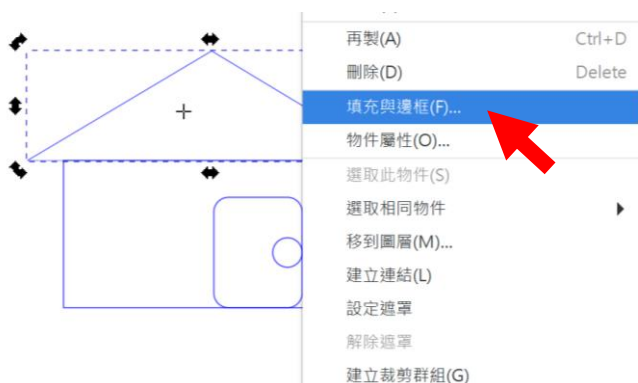 再製(A) Ctrl+D
刪除(D) Delete
填充與邊框(F)...
物件屬性(O)...
選取此物件(S)
選取相同物件
移到圖層(M)...
建立連結(L)
設定遮罩
解除遮罩
建立裁剪群組(G)